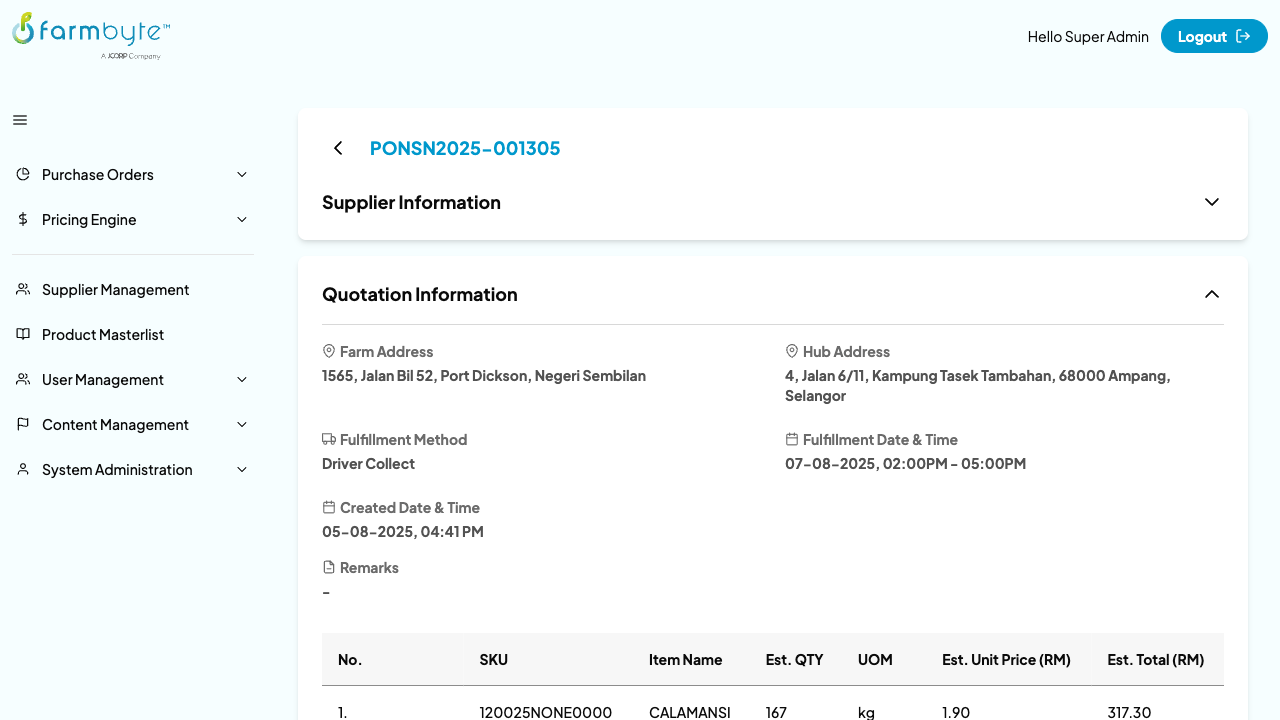 farmbyte™
A JCORP Company
Hello Super Admin
Logout
Purchase Orders
Pricing Engine
Supplier Management
Product Masterlist
User Management
Content Management
System Administration
PONSN2025-001305
Supplier Information
Quotation Information
Farm Address
1565, Jalan Bil 52, Port Dickson, Negeri Sembilan
Hub Address
4, Jalan 6/11, Kampung Tasek Tambahan, 68000 Ampang,
Selangor
Fulfillment Method
Driver Collect
Fulfillment Date & Time
07-08-2025, 02:00PM - 05:00PM
Created Date & Time
05-08-2025, 04:41 PM
Remarks
-
No. SKU Item Name Est. QTY UOM Est. Unit Price (RM) Est. Total (RM)
1. 120025NONE0000 CALAMANSI 167 kg 1.90 317.30